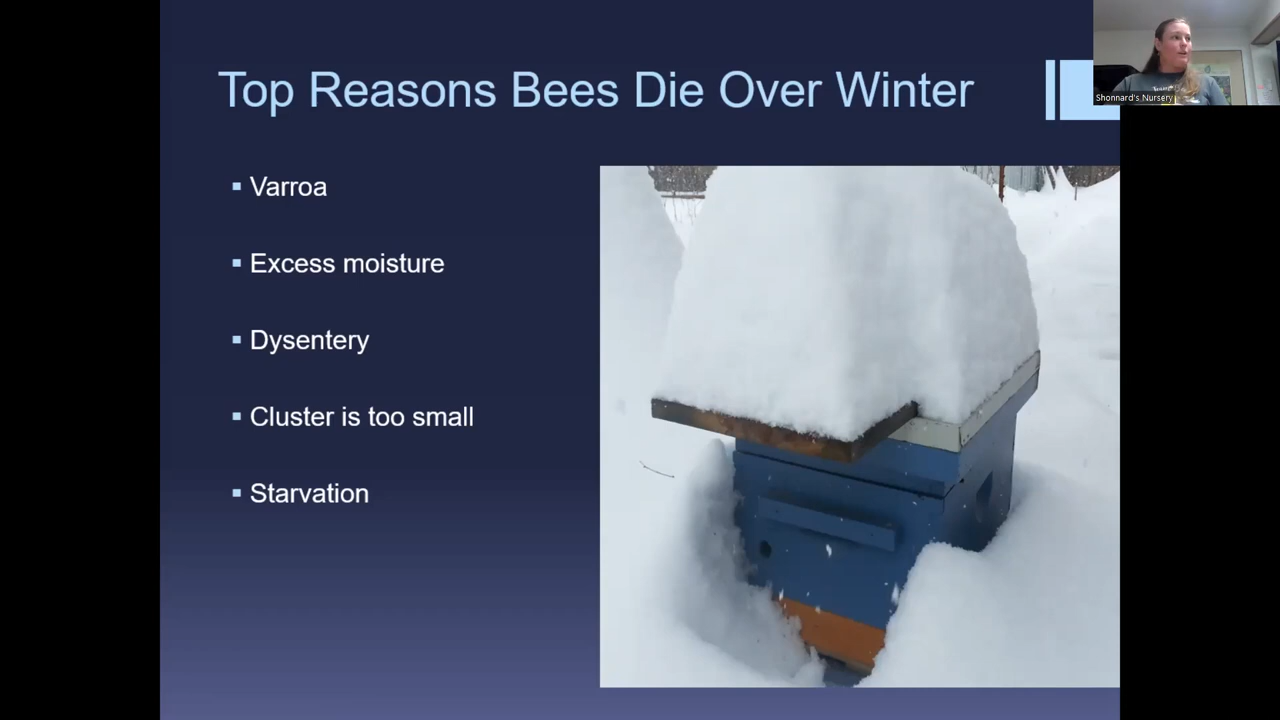 Top Reasons Bees Die Over Winter
Shonnard's Nursery
Varroa
Excess moisture
Dysentery
Cluster is too small
Starvation